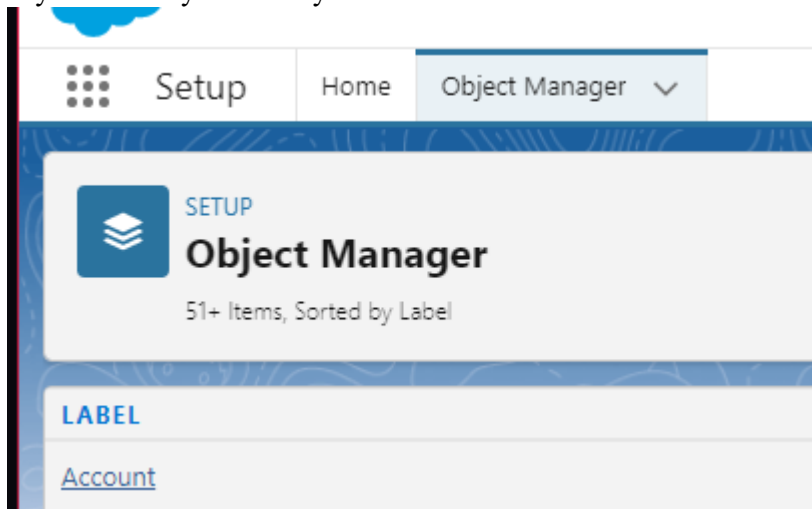 Setup Home Object Manager
SETUP
Object Manager
51+ Items, Sorted by Label
LABEL
Account